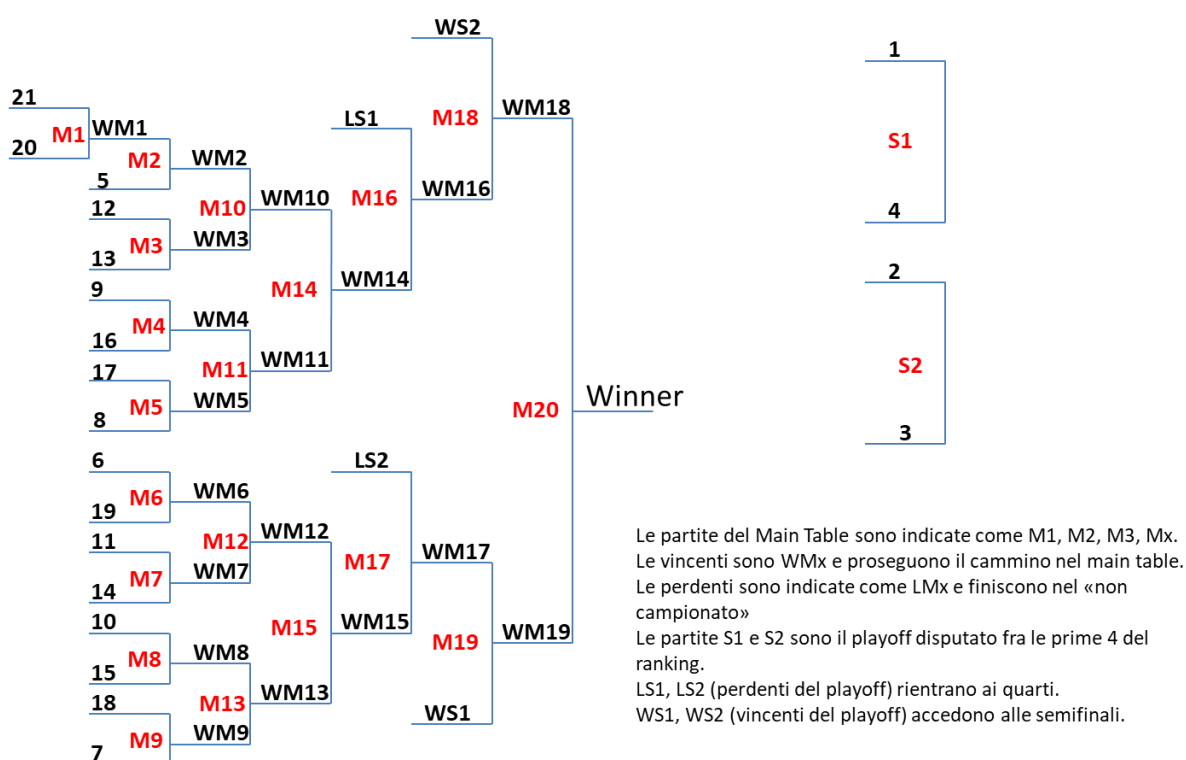 WS2
1
21
M1
WM1
20
M2
WM2
5
12
M10
WM10
M3
WM3
13
LS1
M16
M18
WM18
WM16
S1
4
9
M4
WM4
16
M14
WM14
17
M11
WM11
M5
WM5
8
2
S2
3
M20
Winner
6
M6
WM6
19
M12
WM12
11
M7
WM7
14
LS2
M17
WM17
M15
WM15
M19
WM19
10
M8
WM8
15
M13
WM13
18
M9
WM9
7
WS1
Le partite del Main Table sono indicate come M1, M2, M3, Mx.
Le vincenti sono WMx e proseguono il cammino nel main table.
Le perdenti sono indicate come LMx e finiscono nel «non
campionato»
Le partite S1 e S2 sono il playoff disputato fra le prime 4 del
ranking.
LS1, LS2 (perdenti del playoff) rientrano ai quarti.
WS1, WS2 (vincenti del playoff) accedono alle semifinali.